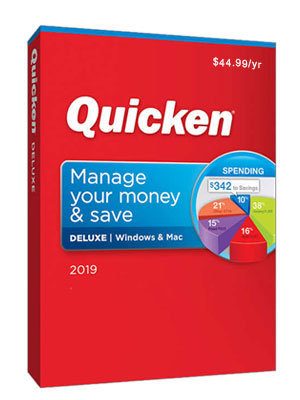 $44.99/yr
Quicken
Quicken
DELUXE
Manage
your money
& save
DELUXE | Windows & Mac
2019
SPENDING
$342 to Savings
10%
21%
38%
15%
16%